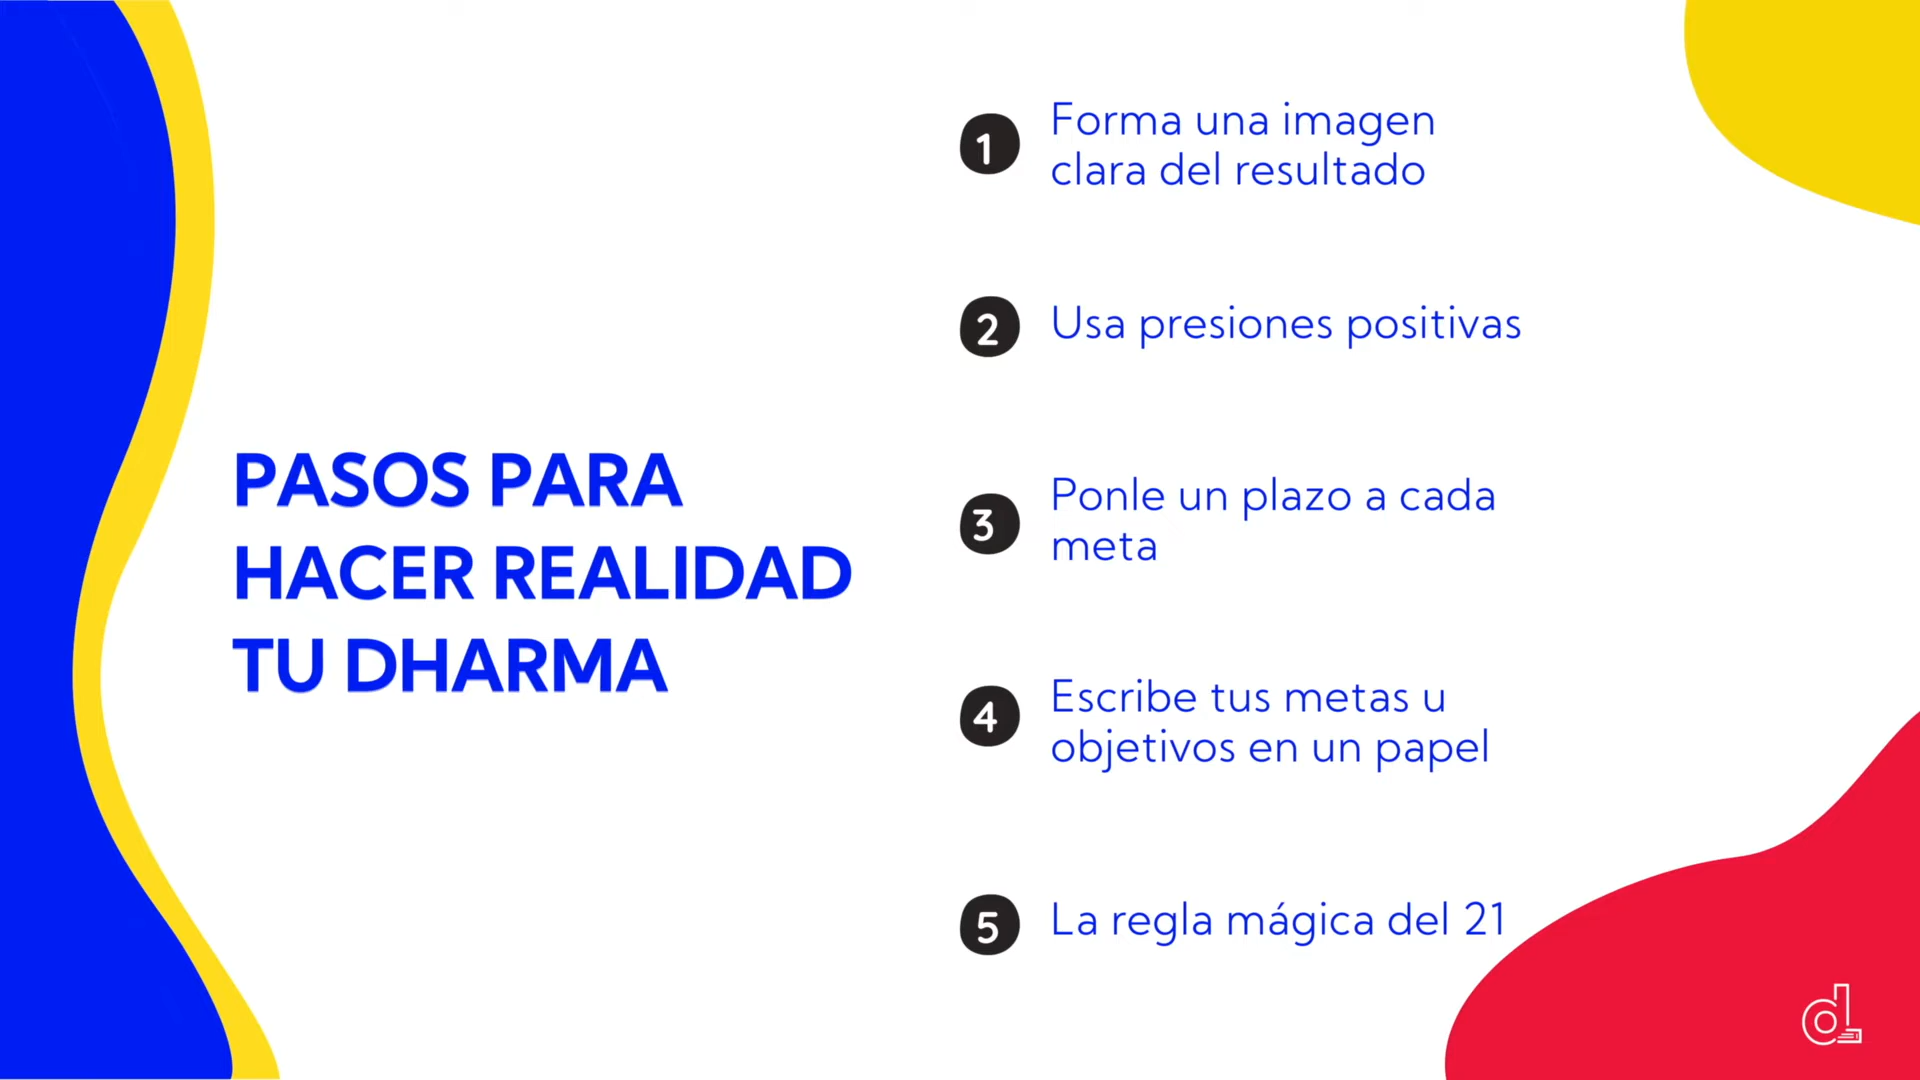 PASOS PARA
HACER REALIDAD
TU DHARMA
1
Forma una imagen
clara del resultado
2
Usa presiones positivas
3
Ponle un plazo a cada
meta
4
Escribe tus metas u
objetivos en un papel
5
La regla mágica del 21